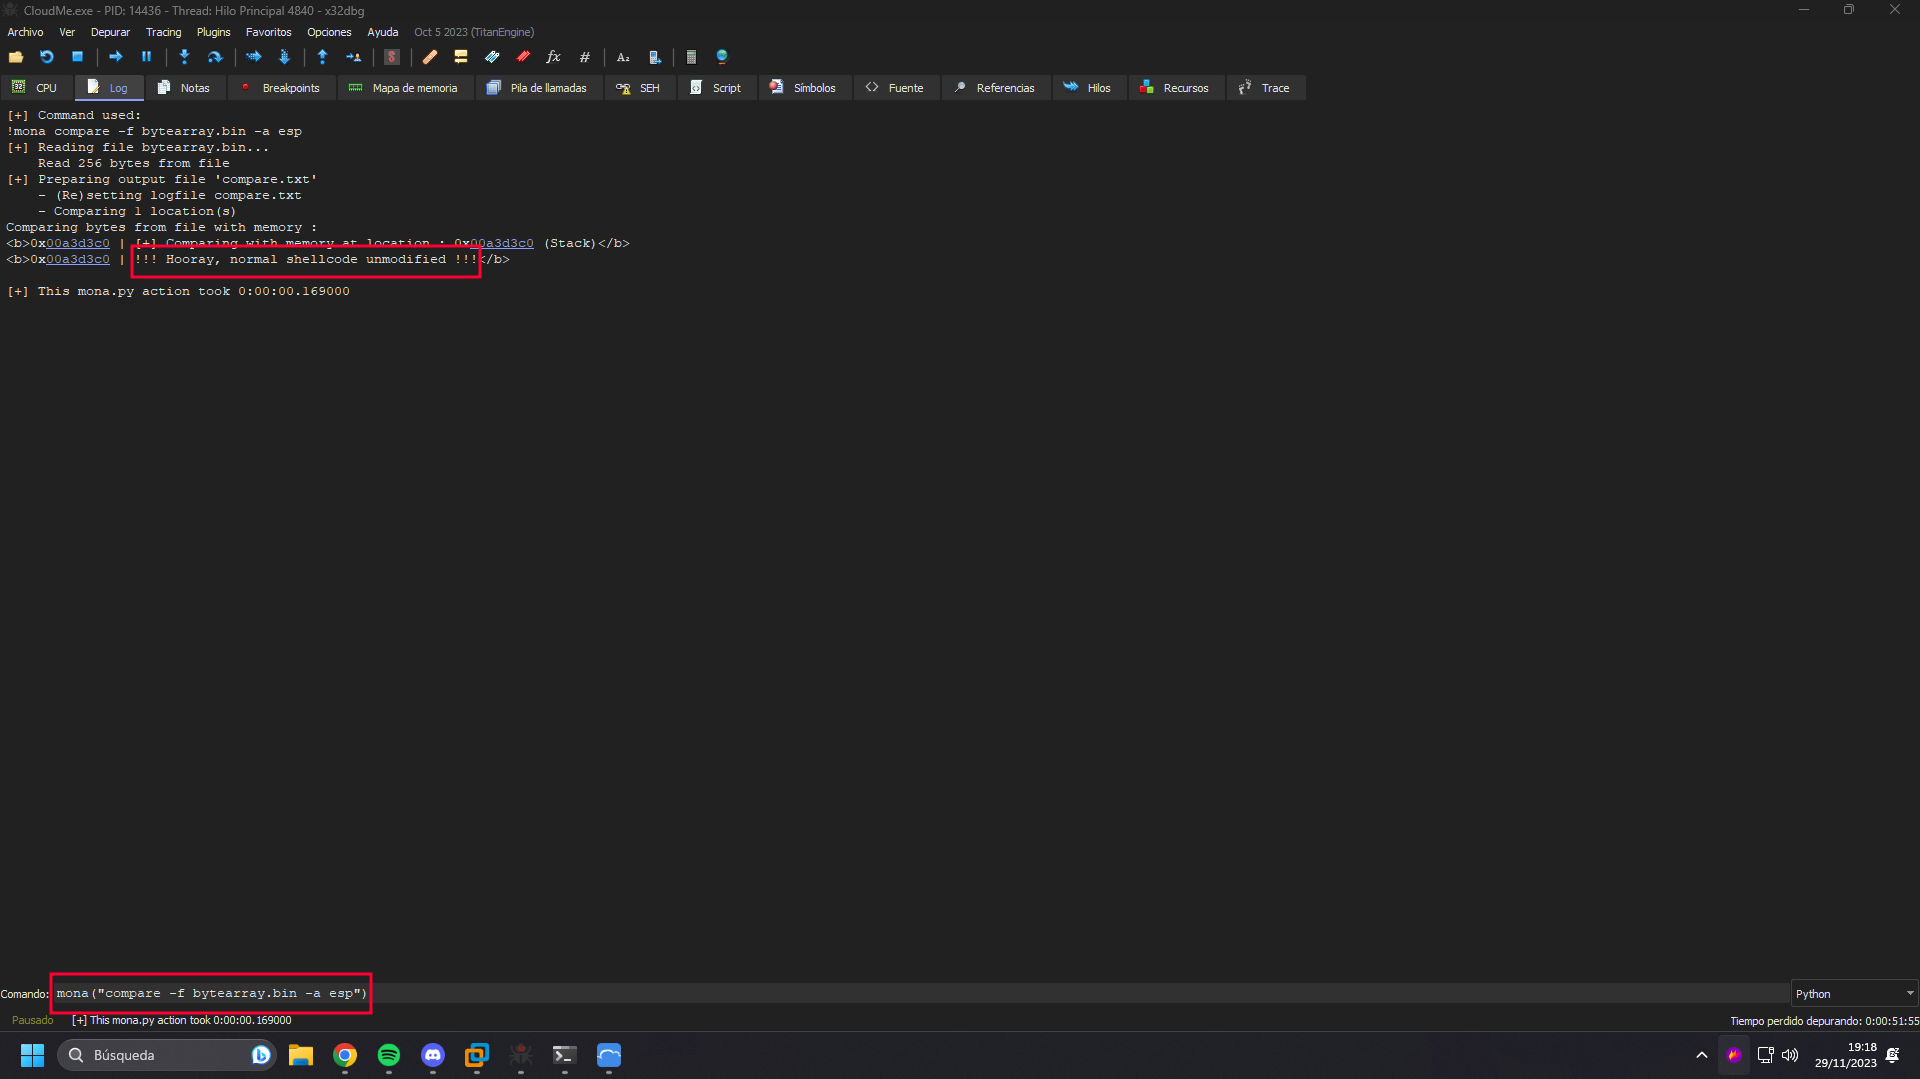 CloudMe.exe - PID: 14436 - Thread: Hilo Principal 4840 - x32dbg
Archivo Ver Depurar Tracing Plugins Favoritos Opciones Ayuda Oct 5 2023 (TitanEngine)
CPU Log Notas Breakpoints Mapa de memoria Pila de llamadas SEH Script Símbolos Fuente Referencias Hilos Recursos Trace
[+] Command used:
!mona compare -f bytearray.bin -a esp
[+] Reading file bytearray.bin...
Read 256 bytes from file
[+] Preparing output file 'compare.txt'
- (Re)setting logfile compare.txt
- Comparing 1 location(s)
Comparing bytes from file with memory :
<b>0x00a3d3c0 | [+] Comparing with memory at location : 0x00a3d3c0 (Stack)</b>
<b>0x00a3d3c0 | !!! Hooray, normal shellcode unmodified !!!</b>
[+] This mona.py action took 0:00:00.169000
Comando: mona("compare -f bytearray.bin -a esp") Python
Pausado [+] This mona.py action took 0:00:00.169000 Tiempo perdido depurando: 0:00:51:55
Búsqueda
19:18
29/11/2023